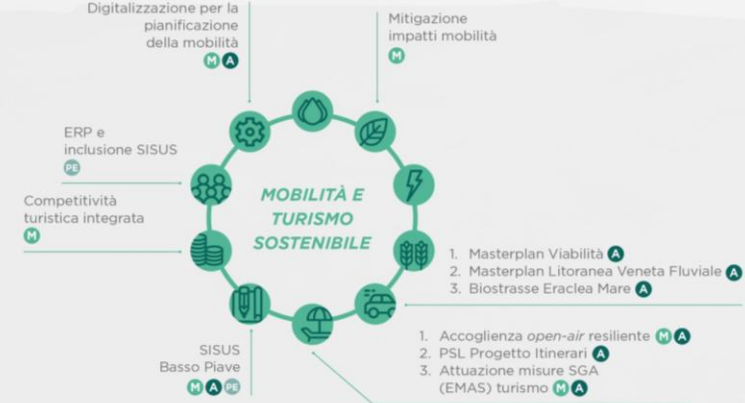 Digitalizzazione per la
pianificazione
della mobilità
M A
Mitigazione
impatti mobilità
M
ERP e
inclusione SISUS
PE
Competitività
turistica integrata
M
MOBILITÀ E
TURISMO
SOSTENIBILE
1. Masterplan Viabilità A
2. Masterplan Litoranea Veneta Fluviale A
3. Biostrasse Eraclea Mare A
SISUS
Basso Piave
M A PE
1. Accoglienza open-air resiliente M A
2. PSL Progetto Itinerari A
3. Attuazione misure SGA
(EMAS) turismo M A